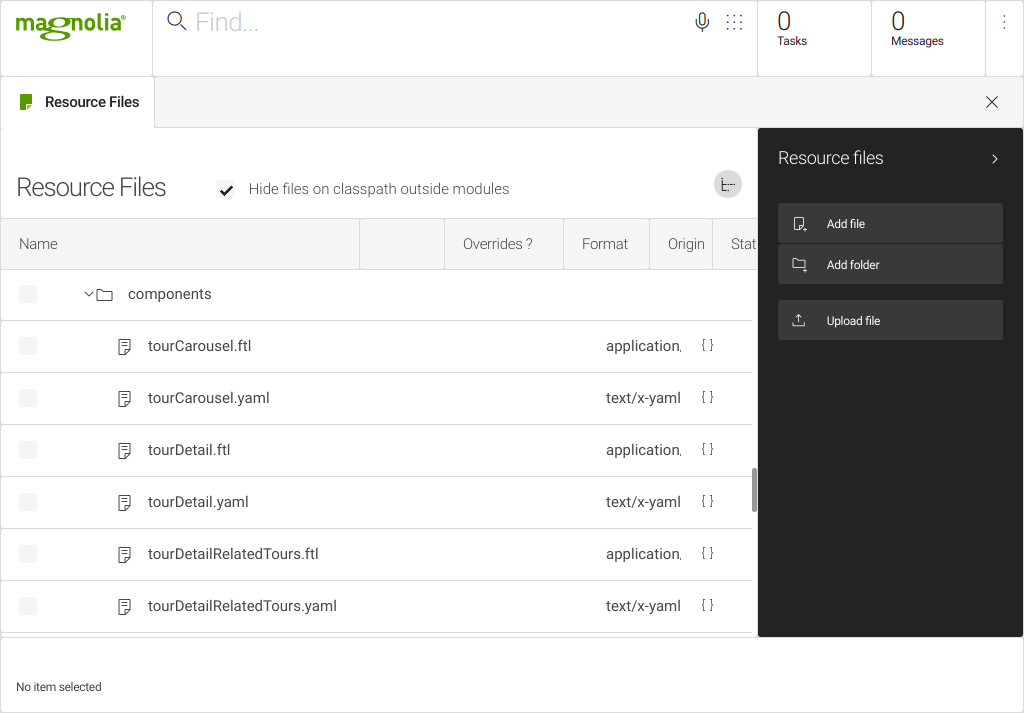 magnolia®
Find...
0
Tasks
0
Messages
Resource Files
Resource Files
Hide files on classpath outside modules
Name
Overrides ?
Format
Origin
Stat
components
tourCarousel.ftl application, { }
tourCarousel.yaml text/x-yaml { }
tourDetail.ftl application, { }
tourDetail.yaml text/x-yaml { }
tourDetailRelatedTours.ftl application, { }
tourDetailRelatedTours.yaml text/x-yaml { }
Resource files
Add file
Add folder
Upload file
No item selected